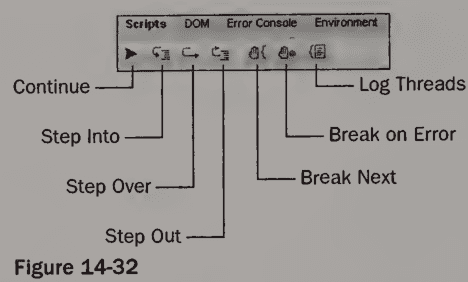 Scripts DOM Error Console Environment
Continue
Log Threads
Step Into
Break on Error
Step Over
Break Next
Step Out
Figure 14-32